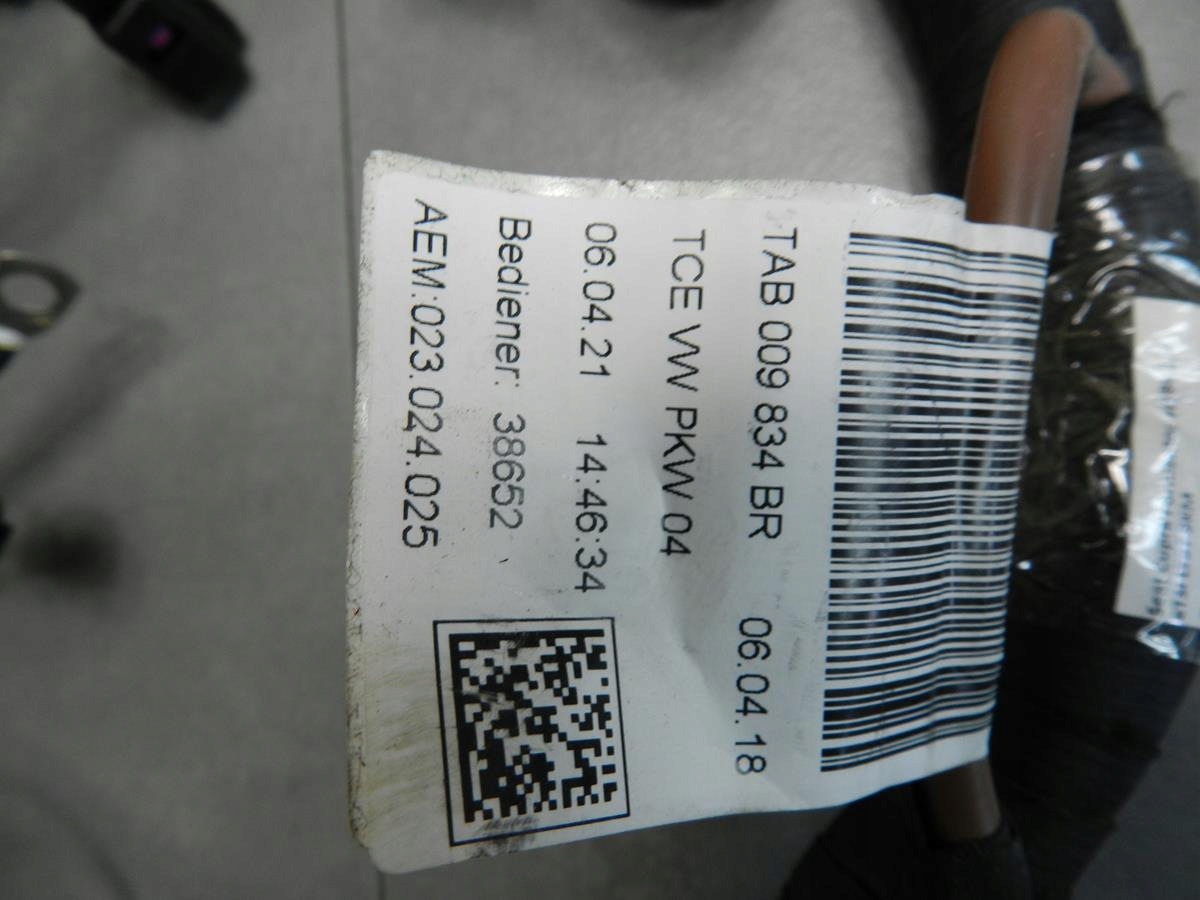 TAB 009 834 BR 06.04.18
TCE VW PKW 04
06.04.21 14:46:34
Bediener: 38652
AEM:023.024.025